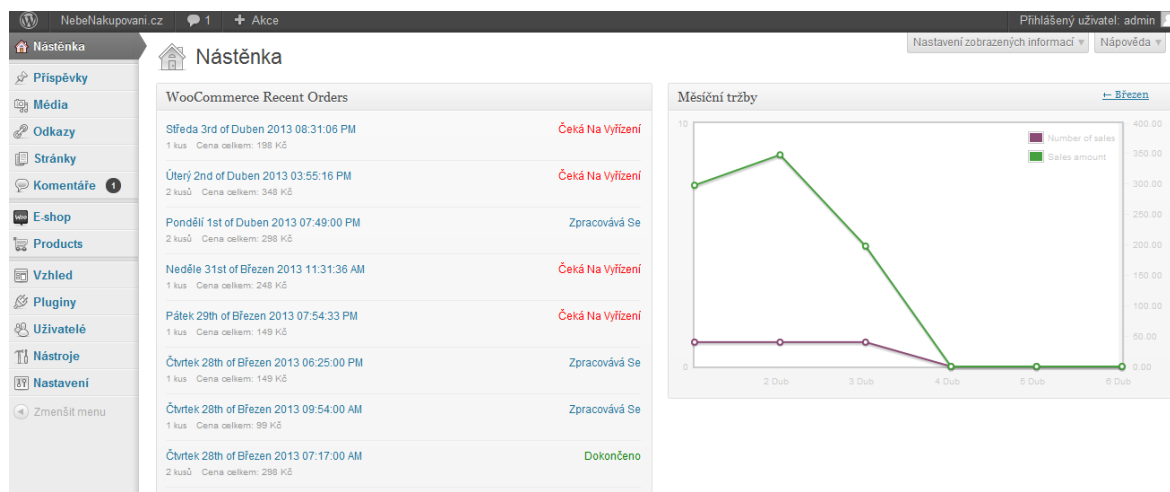 NebeNakupovani.cz 1 + Akce Přihlášený uživatel: admin
Nástěnka
Příspěvky
Média
Odkazy
Stránky
Komentáře 1
E-shop
Products
Vzhled
Pluginy
Uživatelé
Nástroje
Nastavení
Zmenšit menu
Nastavení zobrazených informací Nápověda
Nástěnka
WooCommerce Recent Orders
Středa 3rd of Duben 2013 08:31:06 PM Čeká Na Vyřízení
1 kus Cena celkem: 198 Kč
Úterý 2nd of Duben 2013 03:55:16 PM Čeká Na Vyřízení
2 kusů Cena celkem: 348 Kč
Pondělí 1st of Duben 2013 07:49:00 PM Zpracovává Se
2 kusů Cena celkem: 298 Kč
Neděle 31st of Březen 2013 11:31:36 AM Čeká Na Vyřízení
1 kus Cena celkem: 248 Kč
Pátek 29th of Březen 2013 07:54:33 PM Čeká Na Vyřízení
1 kus Cena celkem: 149 Kč
Čtvrtek 28th of Březen 2013 06:25:00 PM Zpracovává Se
1 kus Cena celkem: 149 Kč
Čtvrtek 28th of Březen 2013 09:54:00 AM Zpracovává Se
1 kus Cena celkem: 99 Kč
Čtvrtek 28th of Březen 2013 07:17:00 AM Dokončeno
2 kusů Cena celkem: 298 Kč
Měsíční tržby ← Březen
10 400.00
Number of sales
Sales amount
350.00
300.00
250.00
200.00
150.00
100.00
50.00
0 0.00
2 Dub 3 Dub 4 Dub 5 Dub 6 Dub